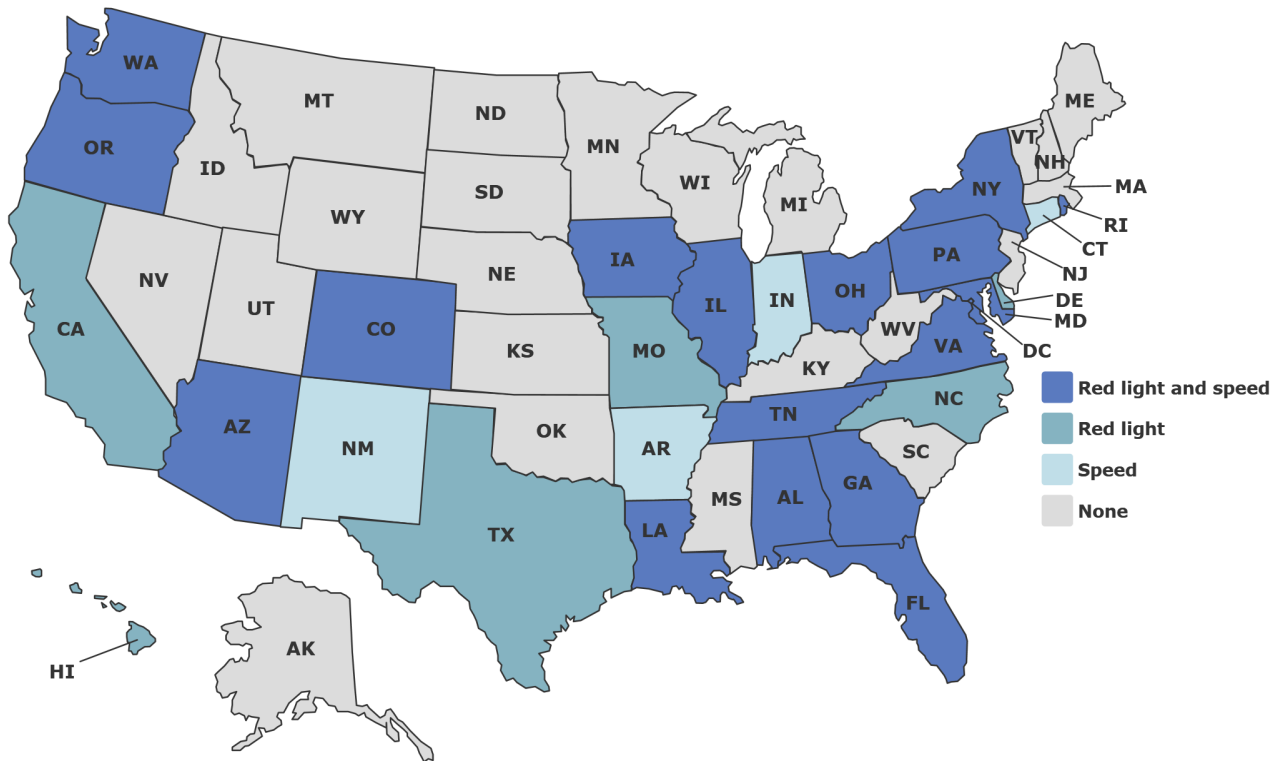 WA
MT
ND
MN
ME
VT
NH
OR
ID
SD
WI
NY
MA
MI
WY
RI
CT
PA
IA
NE
NJ
NV
OH
IN
IL
DE
UT
MD
CA
CO
WV
VA
DC
KS
MO
KY
Red light and speed
NC
TN
AZ
OK
Red light
NM
AR
SC
Speed
GA
AL
MS
None
LA
TX
FL
AK
HI